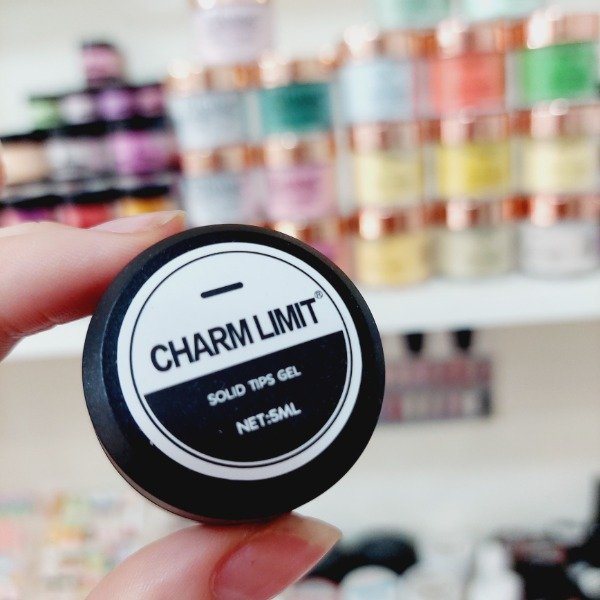 CHARM LIMIT®
SOLID TIPS GEL
NET:5ML